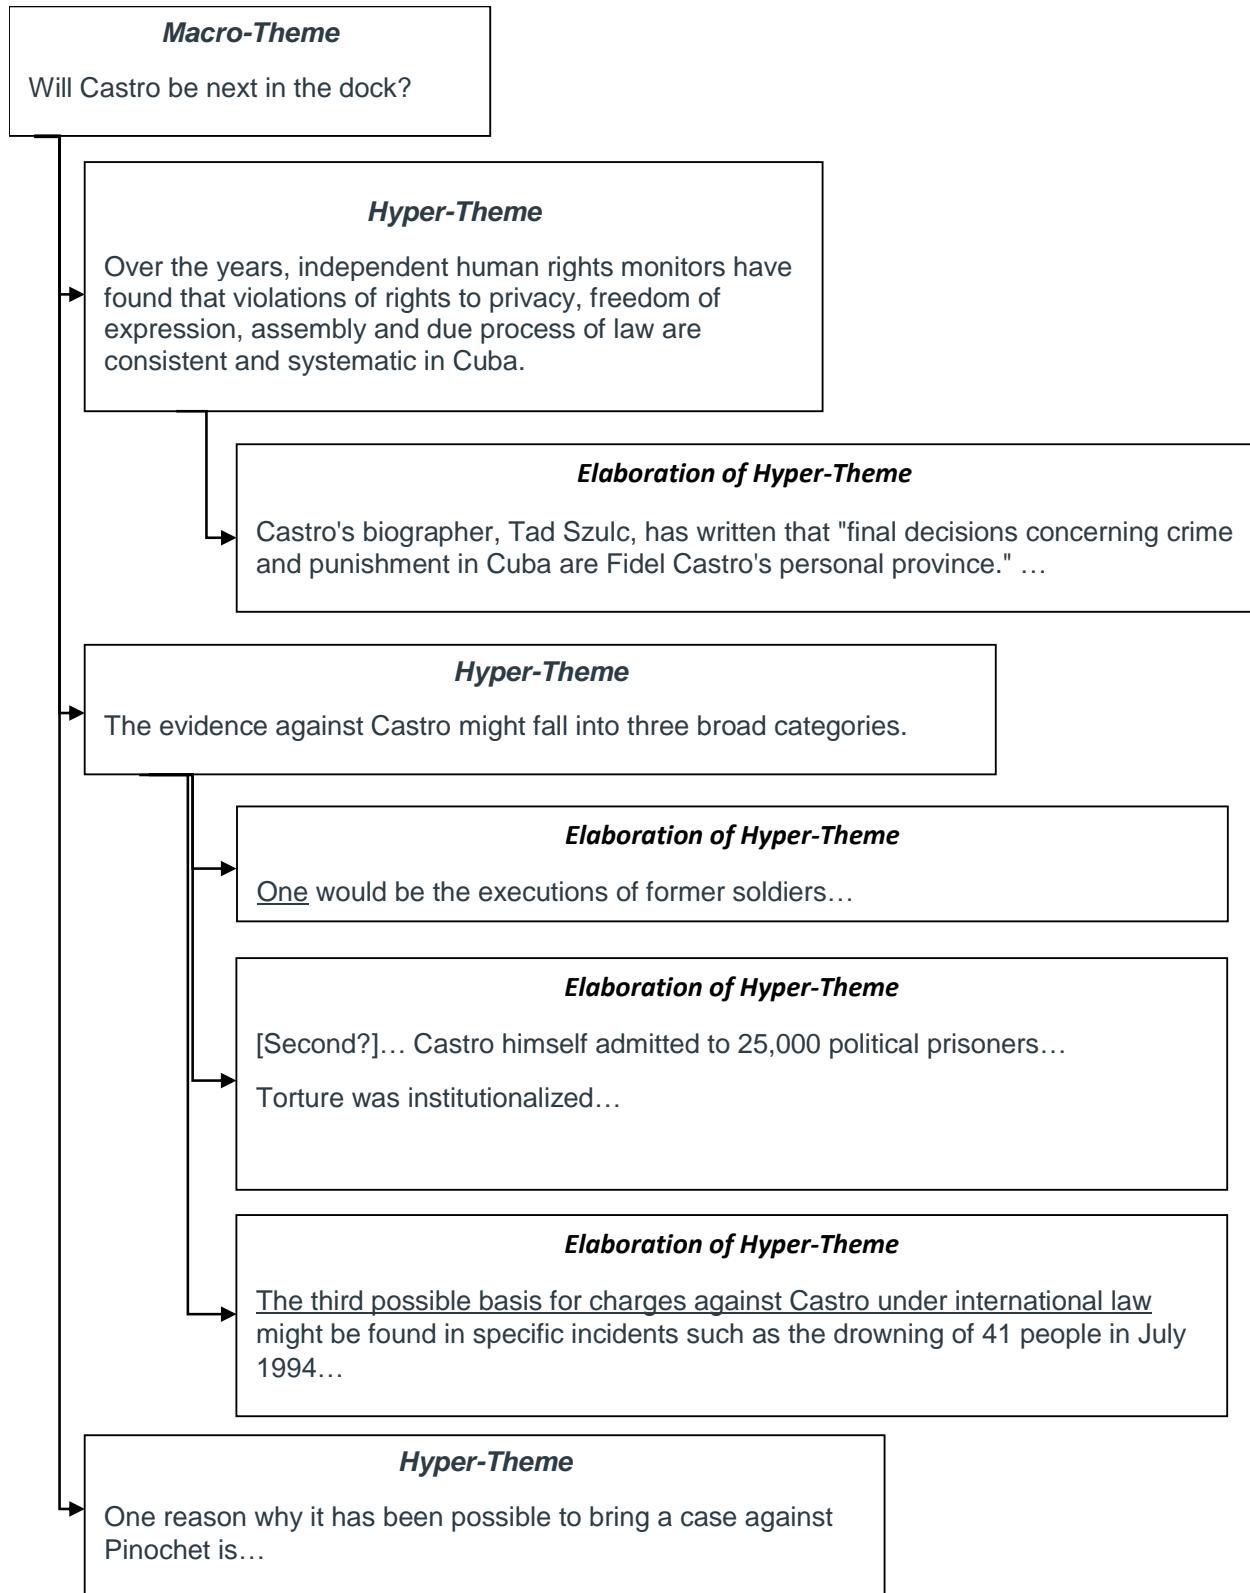 Macro-Theme
Will Castro be next in the dock?
Hyper-Theme
Over the years, independent human rights monitors have
found that violations of rights to privacy, freedom of
expression, assembly and due process of law are
consistent and systematic in Cuba.
Elaboration of Hyper-Theme
Castro's biographer, Tad Szulc, has written that "final decisions concerning crime
and punishment in Cuba are Fidel Castro's personal province." …
Hyper-Theme
The evidence against Castro might fall into three broad categories.
Elaboration of Hyper-Theme
One would be the executions of former soldiers…
Elaboration of Hyper-Theme
[Second?]… Castro himself admitted to 25,000 political prisoners…
Torture was institutionalized…
Elaboration of Hyper-Theme
The third possible basis for charges against Castro under international law
might be found in specific incidents such as the drowning of 41 people in July
1994…
Hyper-Theme
One reason why it has been possible to bring a case against
Pinochet is…